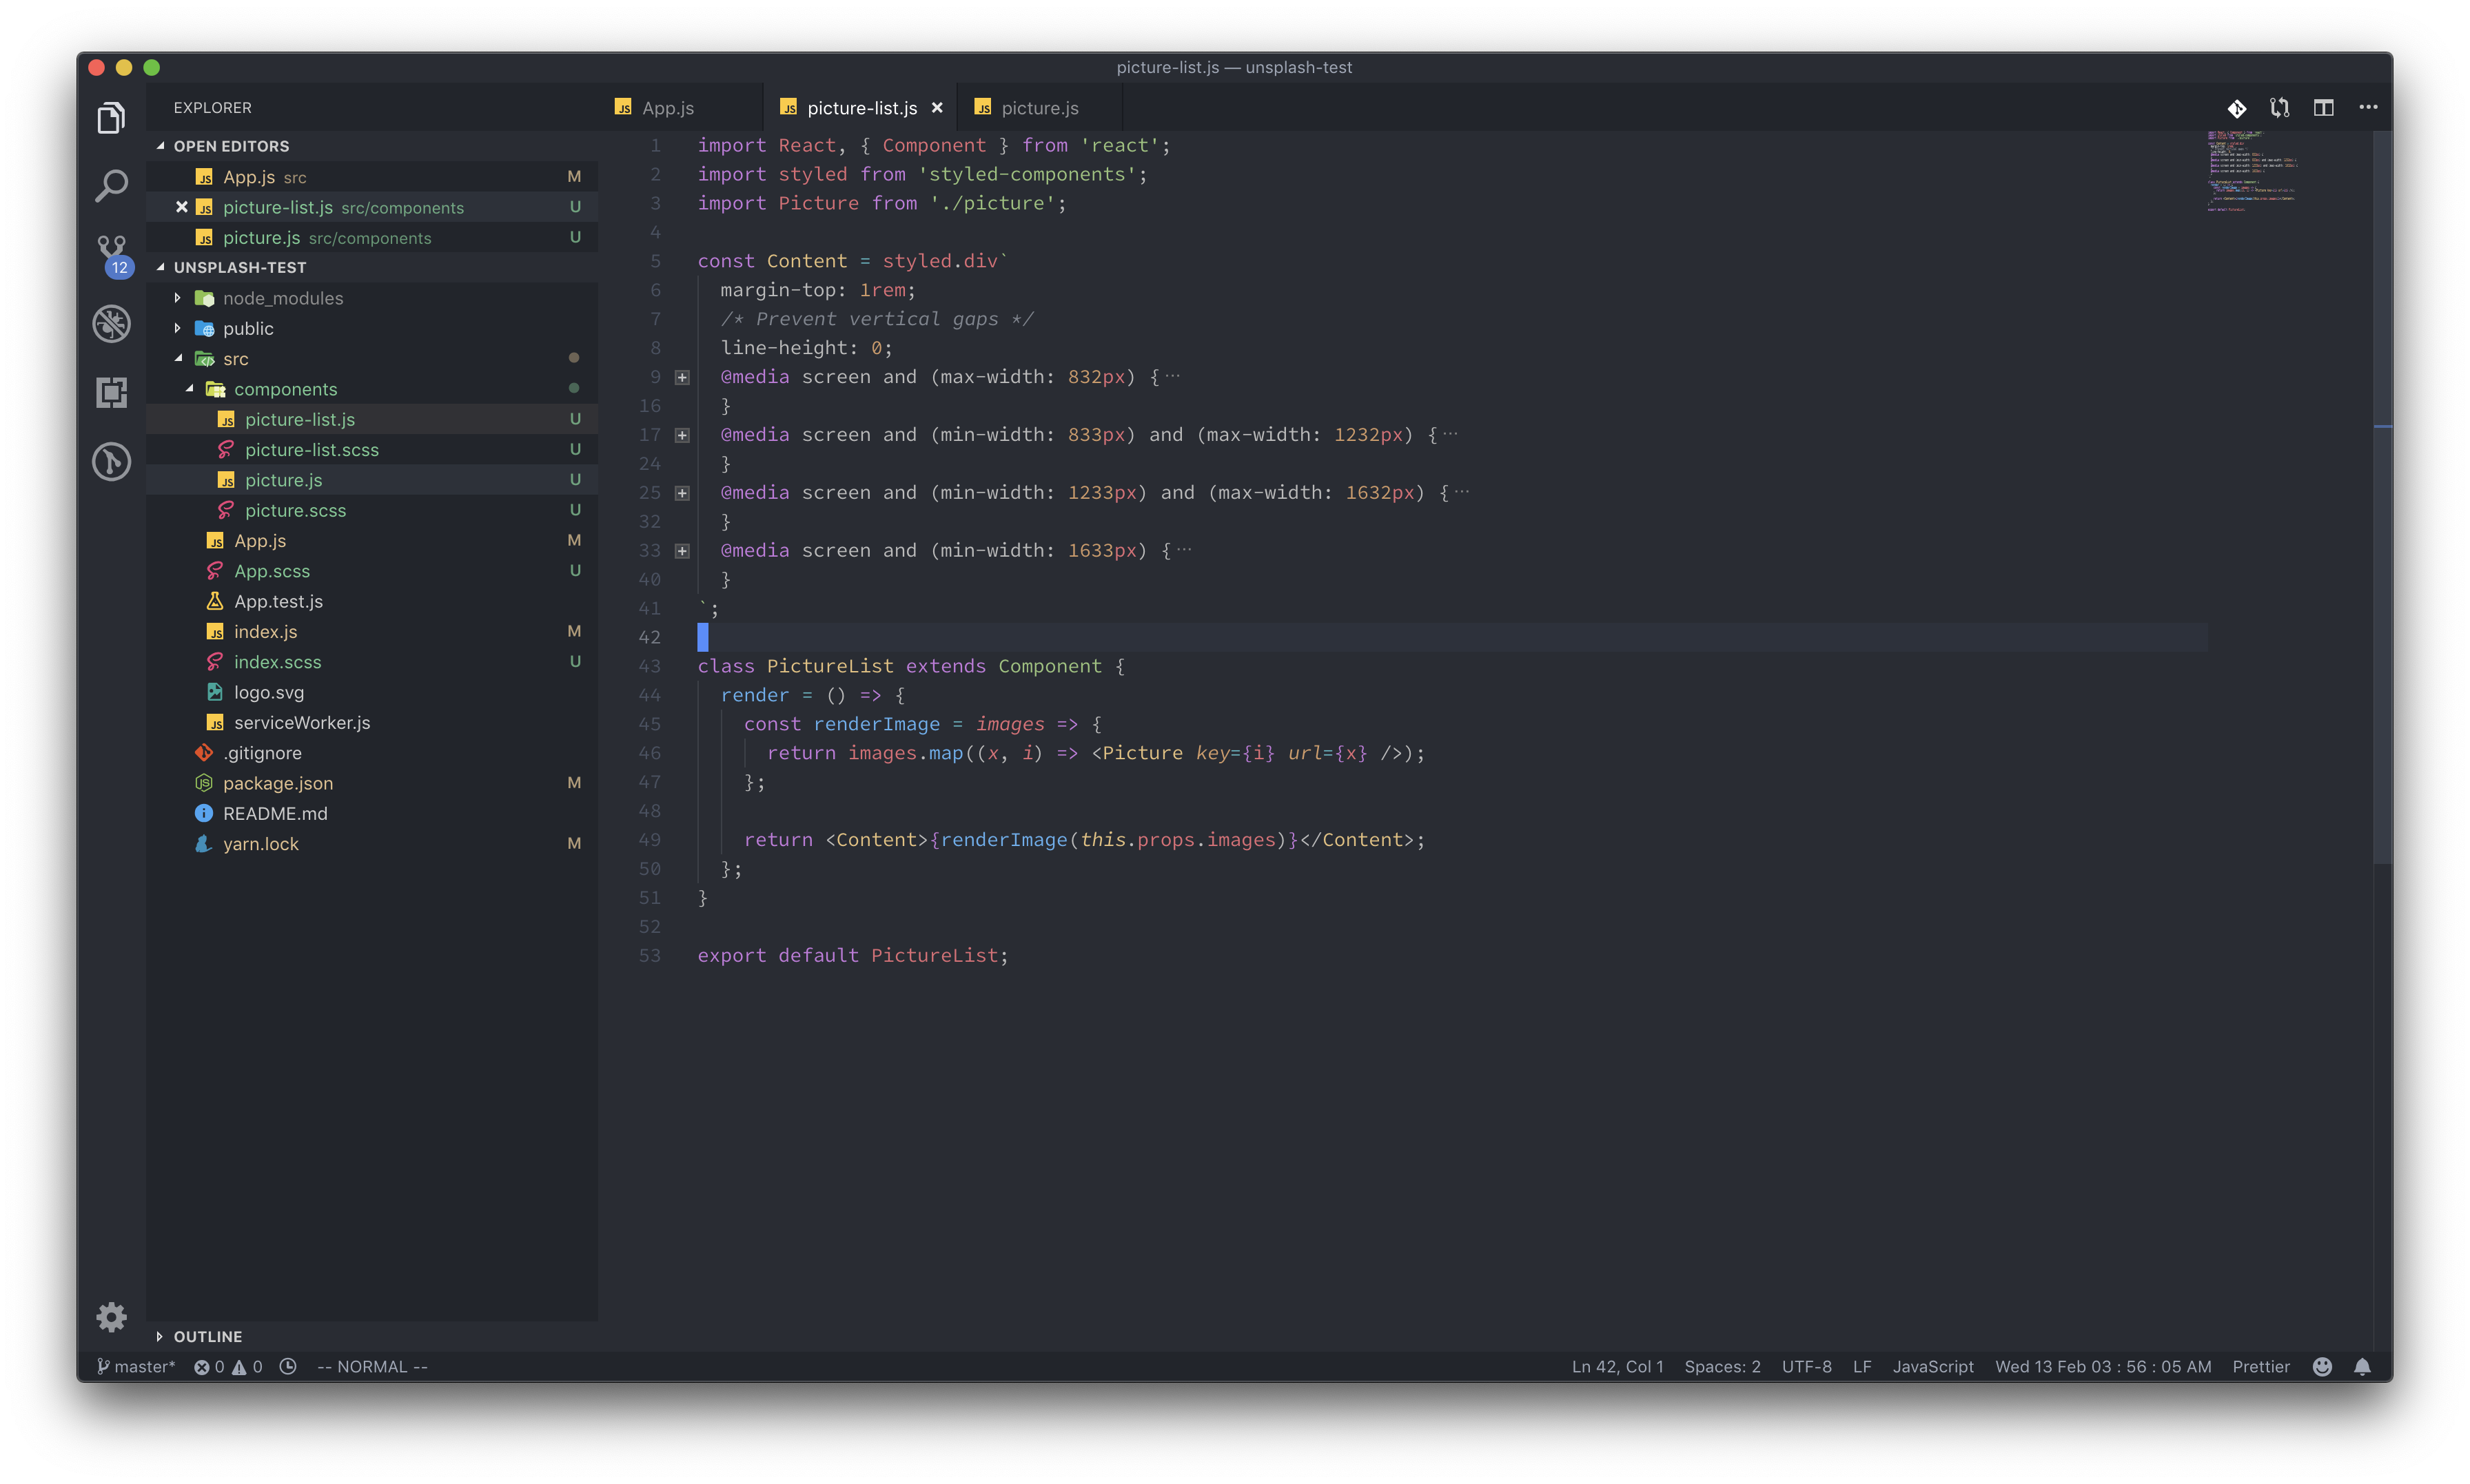 picture-list.js — unsplash-test
EXPLORER
OPEN EDITORS
App.js src M
picture-list.js src/components U
picture.js src/components U
12
UNSPLASH-TEST
node_modules
public
src
components
picture-list.js U
picture-list.scss U
picture.js U
picture.scss U
App.js M
App.scss U
App.test.js
index.js M
index.scss U
logo.svg
serviceWorker.js
.gitignore
package.json M
README.md
yarn.lock M
OUTLINE
App.js picture-list.js picture.js
1 import React, { Component } from 'react';
2 import styled from 'styled-components';
3 import Picture from './picture';
4
5 const Content = styled.div`
6 margin-top: 1rem;
7 /* Prevent vertical gaps */
8 line-height: 0;
9 @media screen and (max-width: 832px) {···
16 }
17 @media screen and (min-width: 833px) and (max-width: 1232px) {···
24 }
25 @media screen and (min-width: 1233px) and (max-width: 1632px) {···
32 }
33 @media screen and (min-width: 1633px) {···
40 }
41 `;
42
43 class PictureList extends Component {
44 render = () => {
45 const renderImage = images => {
46 return images.map((x, i) => <Picture key={i} url={x} />);
47 };
48
49 return <Content>{renderImage(this.props.images)}</Content>;
50 };
51 }
52
53 export default PictureList;
master* 0 0 -- NORMAL -- Ln 42, Col 1 Spaces: 2 UTF-8 LF JavaScript Wed 13 Feb 03 : 56 : 05 AM Prettier